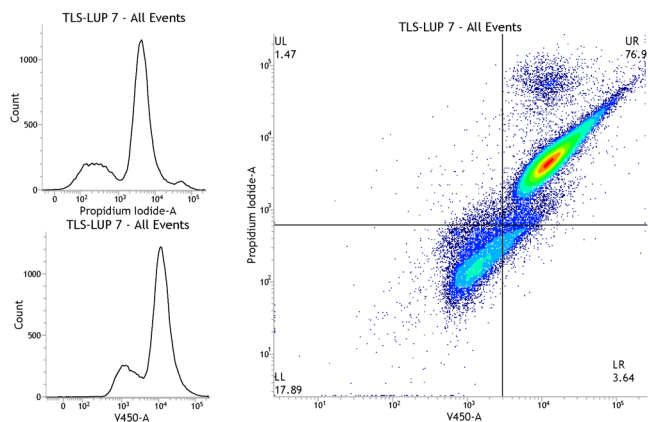 TLS-LUP 7 - All Events
Count
1000
500
0
0 10² 10³ 10⁴ 10⁵
Propidium Iodide-A
TLS-LUP 7 - All Events
Count
1000
500
0
0 10² 10³ 10⁴ 10⁵
V450-A
TLS-LUP 7 - All Events
UL
1.47
UR
76.9
Propidium Iodide-A
10⁵
10⁴
10³
10²
10¹
LL
17.89
LR
3.64
10¹ 10² 10³ 10⁴ 10⁵
V450-A